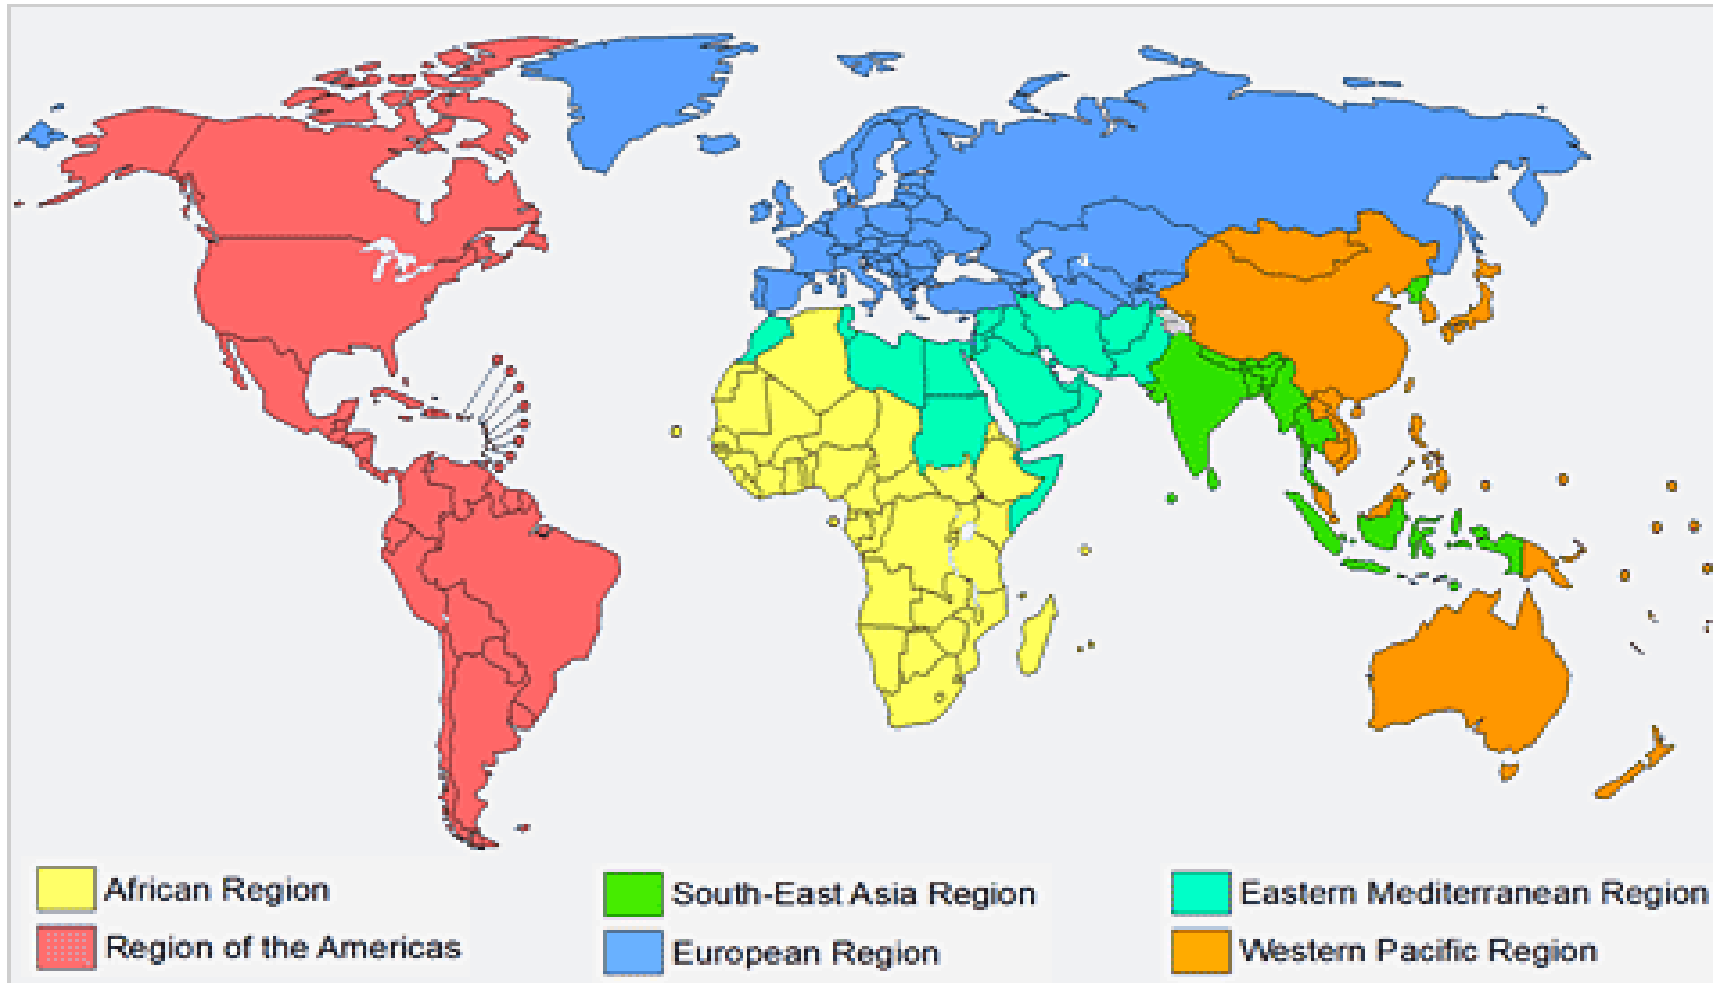 African Region
South-East Asia Region
Eastern Mediterranean Region
Region of the Americas
European Region
Western Pacific Region